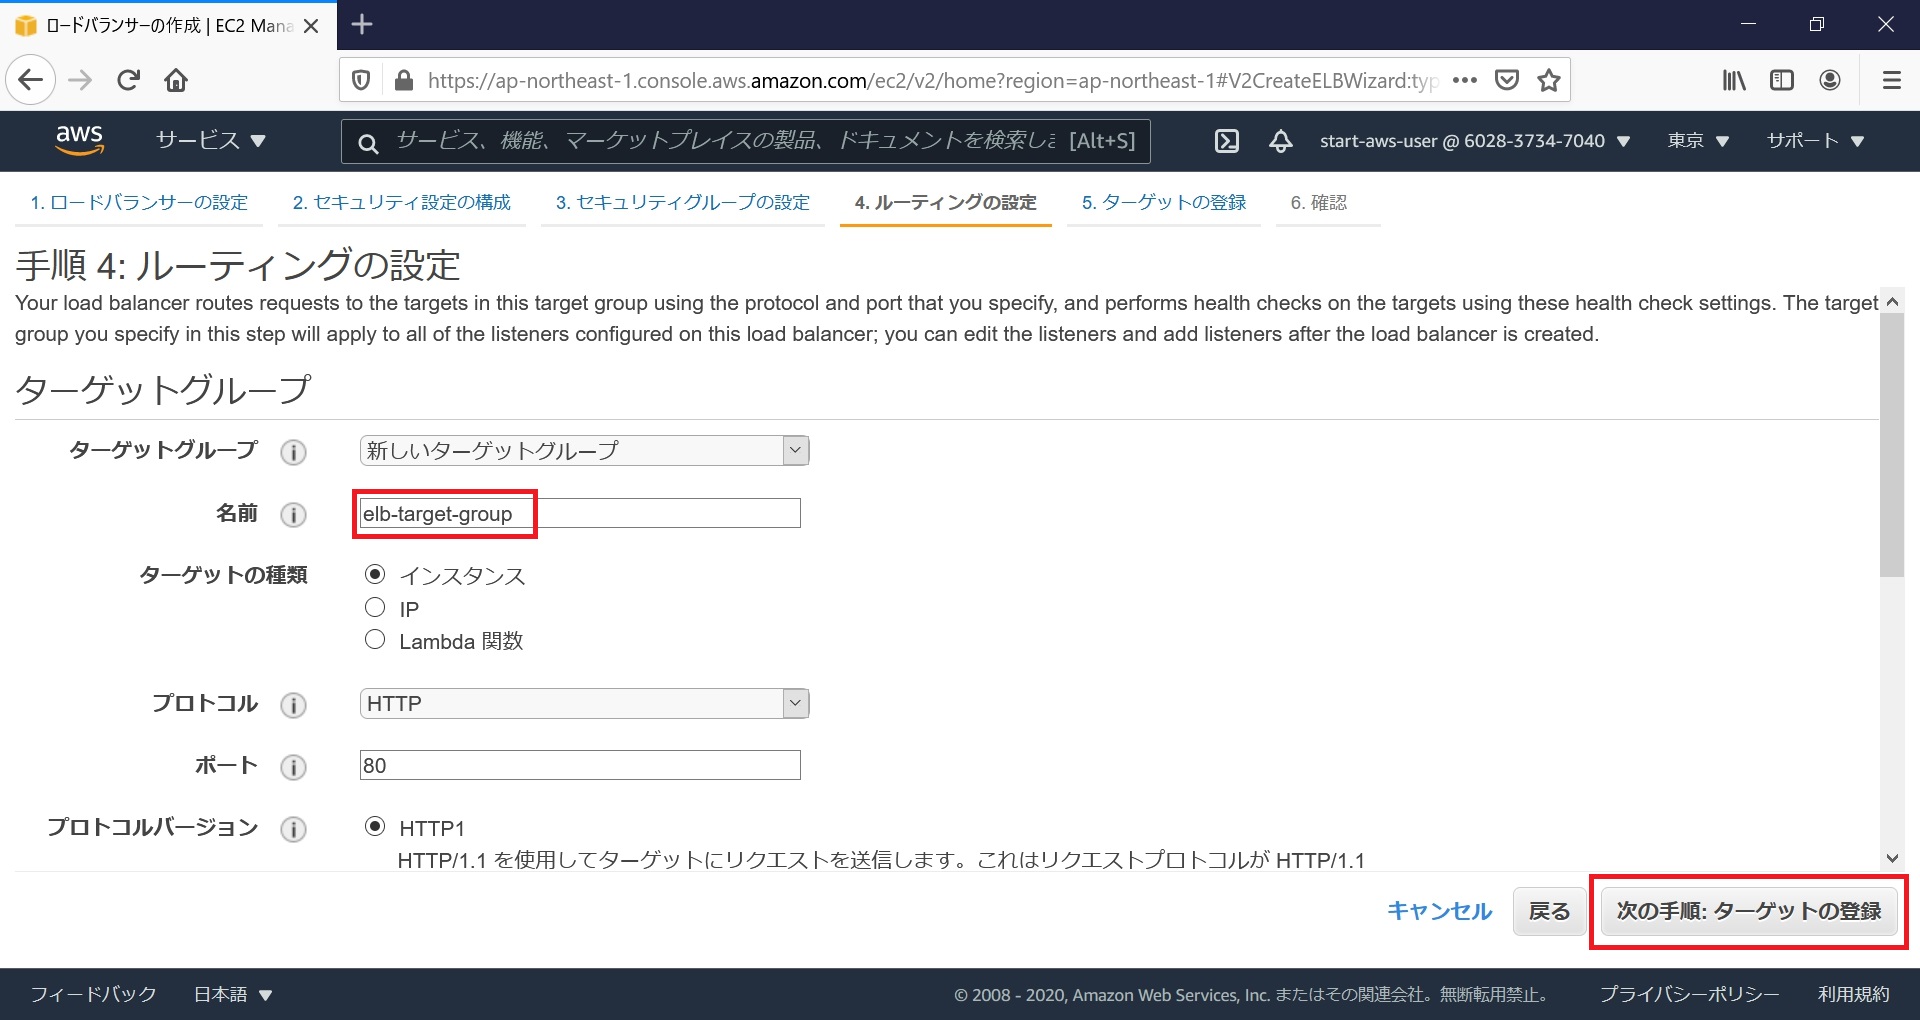 ロードバランサーの作成 | EC2 Mana
https://ap-northeast-1.console.aws.amazon.com/ec2/v2/home?region=ap-northeast-1#V2CreateELBWizard:typ
aws サービス サービス、機能、マーケットプレイスの製品、ドキュメントを検索しま [Alt+S] start-aws-user @ 6028-3734-7040 東京 サポート
1. ロードバランサーの設定 2. セキュリティ設定の構成 3. セキュリティグループの設定 4. ルーティングの設定 5. ターゲットの登録 6. 確認
手順 4: ルーティングの設定
Your load balancer routes requests to the targets in this target group using the protocol and port that you specify, and performs health checks on the targets using these health check settings. The target
group you specify in this step will apply to all of the listeners configured on this load balancer; you can edit the listeners and add listeners after the load balancer is created.
ターゲットグループ
ターゲットグループ i 新しいターゲットグループ
名前 i elb-target-group
ターゲットの種類 インスタンス
IP
Lambda 関数
プロトコル i HTTP
ポート i 80
プロトコルバージョン i HTTP1
HTTP/1.1 を使用してターゲットにリクエストを送信します。これはリクエストプロトコルが HTTP/1.1
キャンセル 戻る 次の手順: ターゲットの登録
フィードバック 日本語 © 2008 - 2020, Amazon Web Services, Inc. またはその関連会社。無断転用禁止。 プライバシーポリシー 利用規約